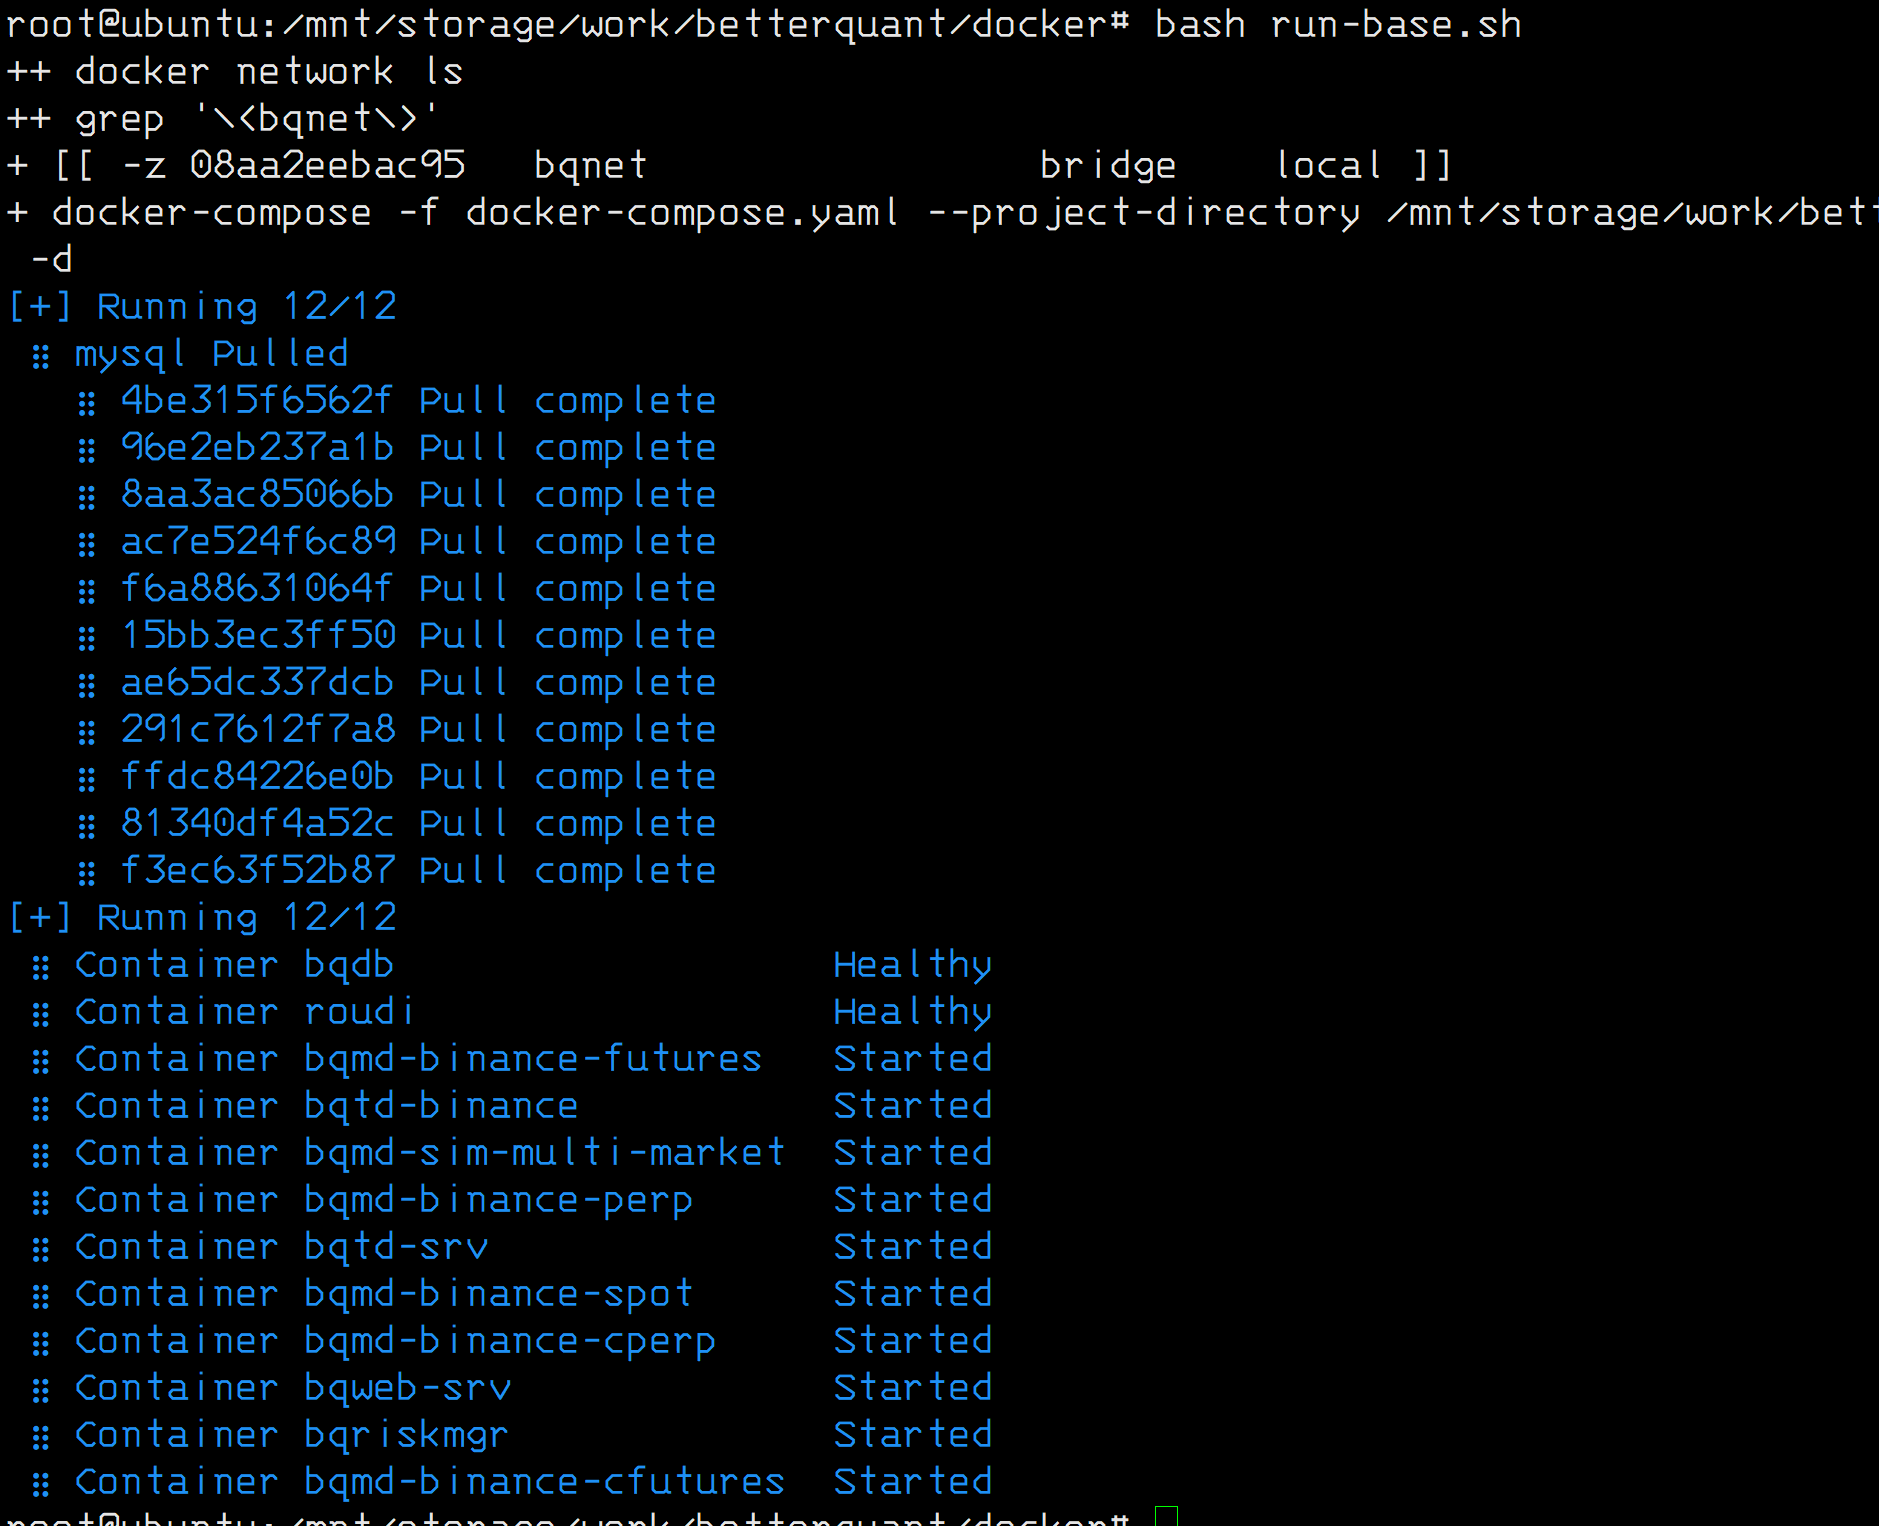 root@ubuntu:/mnt/storage/work/betterquant/docker# bash run-base.sh
++ docker network ls
++ grep '\<bqnet\>'
+ [[ -z 08aa2eebac95   bqnet                 bridge    local ]]
+ docker-compose -f docker-compose.yaml --project-directory /mnt/storage/work/bett
 -d
[+] Running 12/12
 ⠿ mysql Pulled
   ⠿ 4be315f6562f Pull complete
   ⠿ 96e2eb237a1b Pull complete
   ⠿ 8aa3ac85066b Pull complete
   ⠿ ac7e524f6c89 Pull complete
   ⠿ f6a88631064f Pull complete
   ⠿ 15bb3ec3ff50 Pull complete
   ⠿ ae65dc337dcb Pull complete
   ⠿ 291c7612f7a8 Pull complete
   ⠿ ffdc84226e0b Pull complete
   ⠿ 81340df4a52c Pull complete
   ⠿ f3ec63f52b87 Pull complete
[+] Running 12/12
 ⠿ Container bqdb                   Healthy
 ⠿ Container roudi                  Healthy
 ⠿ Container bqmd-binance-futures   Started
 ⠿ Container bqtd-binance           Started
 ⠿ Container bqmd-sim-multi-market  Started
 ⠿ Container bqmd-binance-perp      Started
 ⠿ Container bqtd-srv               Started
 ⠿ Container bqmd-binance-spot      Started
 ⠿ Container bqmd-binance-cperp     Started
 ⠿ Container bqweb-srv              Started
 ⠿ Container bqriskmgr              Started
 ⠿ Container bqmd-binance-cfutures  Started
root@ubuntu:/mnt/storage/work/betterquant/docker#